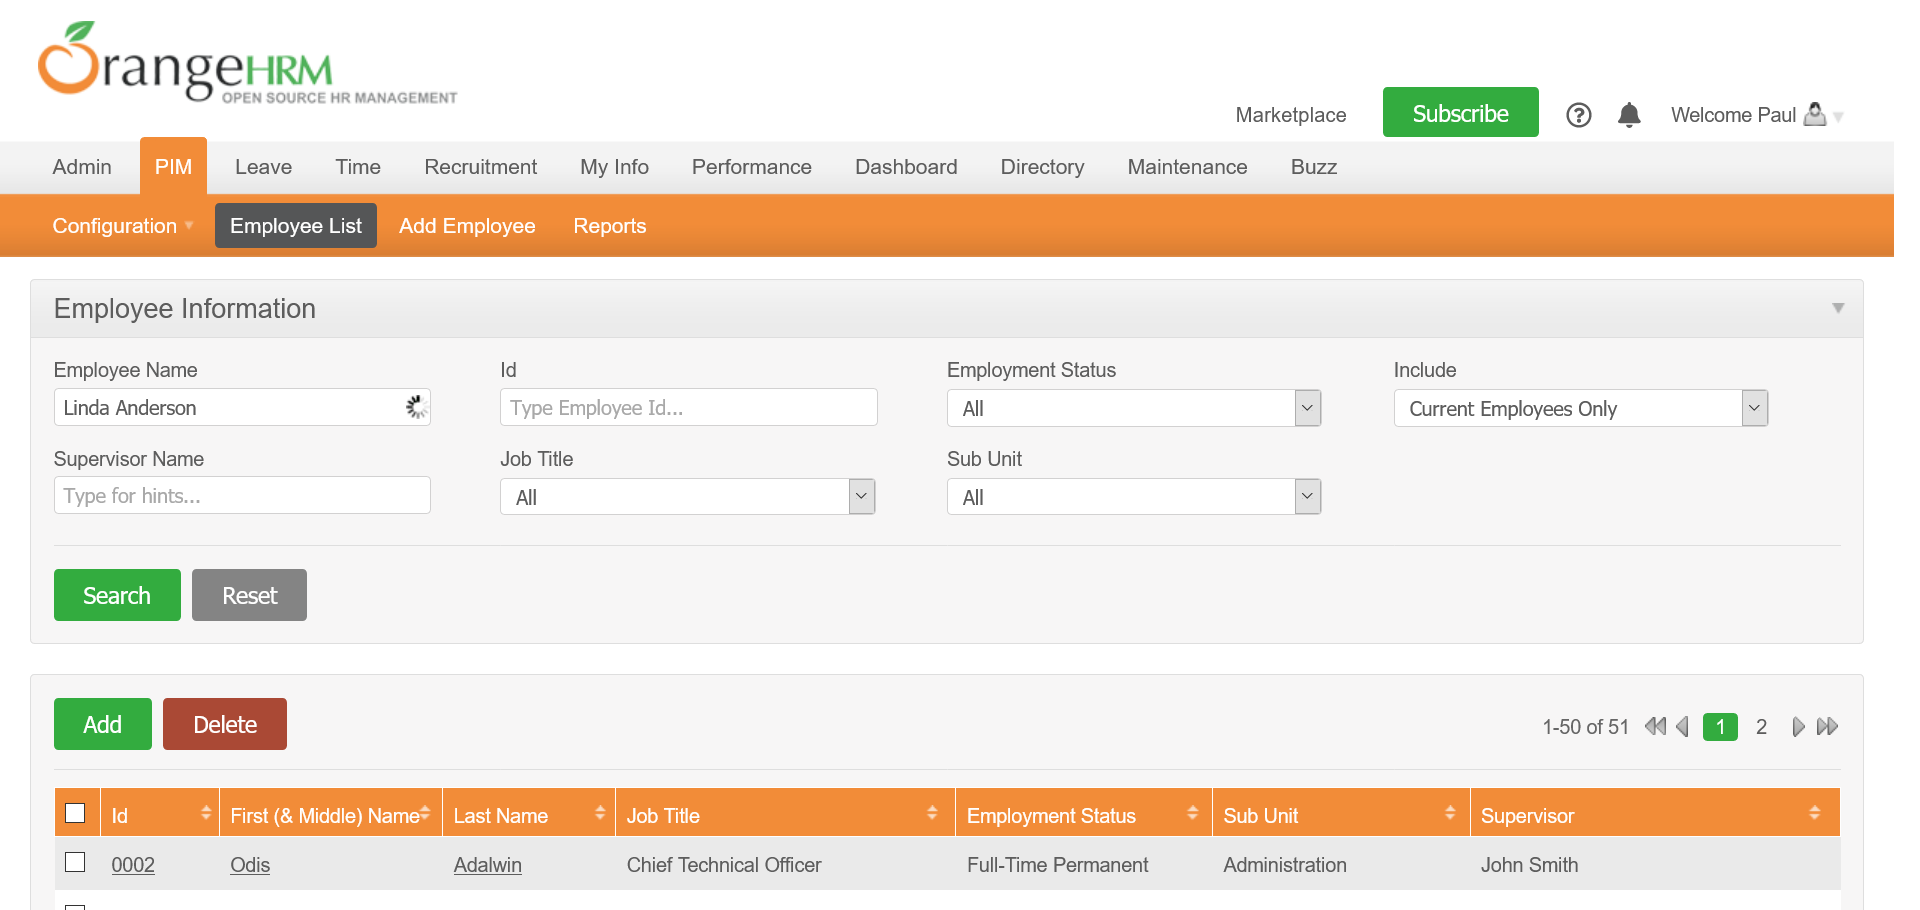 OrangeHRM
OPEN SOURCE HR MANAGEMENT
Marketplace Subscribe ? Welcome Paul
Admin PIM Leave Time Recruitment My Info Performance Dashboard Directory Maintenance Buzz
Configuration Employee List Add Employee Reports
Employee Information
Employee Name Id Employment Status Include
Linda Anderson Type Employee Id... All Current Employees Only
Supervisor Name Job Title Sub Unit
Type for hints... All All
Search Reset
Add Delete 1-50 of 51 1 2
Id First (& Middle) Name Last Name Job Title Employment Status Sub Unit Supervisor
0002 Odis Adalwin Chief Technical Officer Full-Time Permanent Administration John Smith